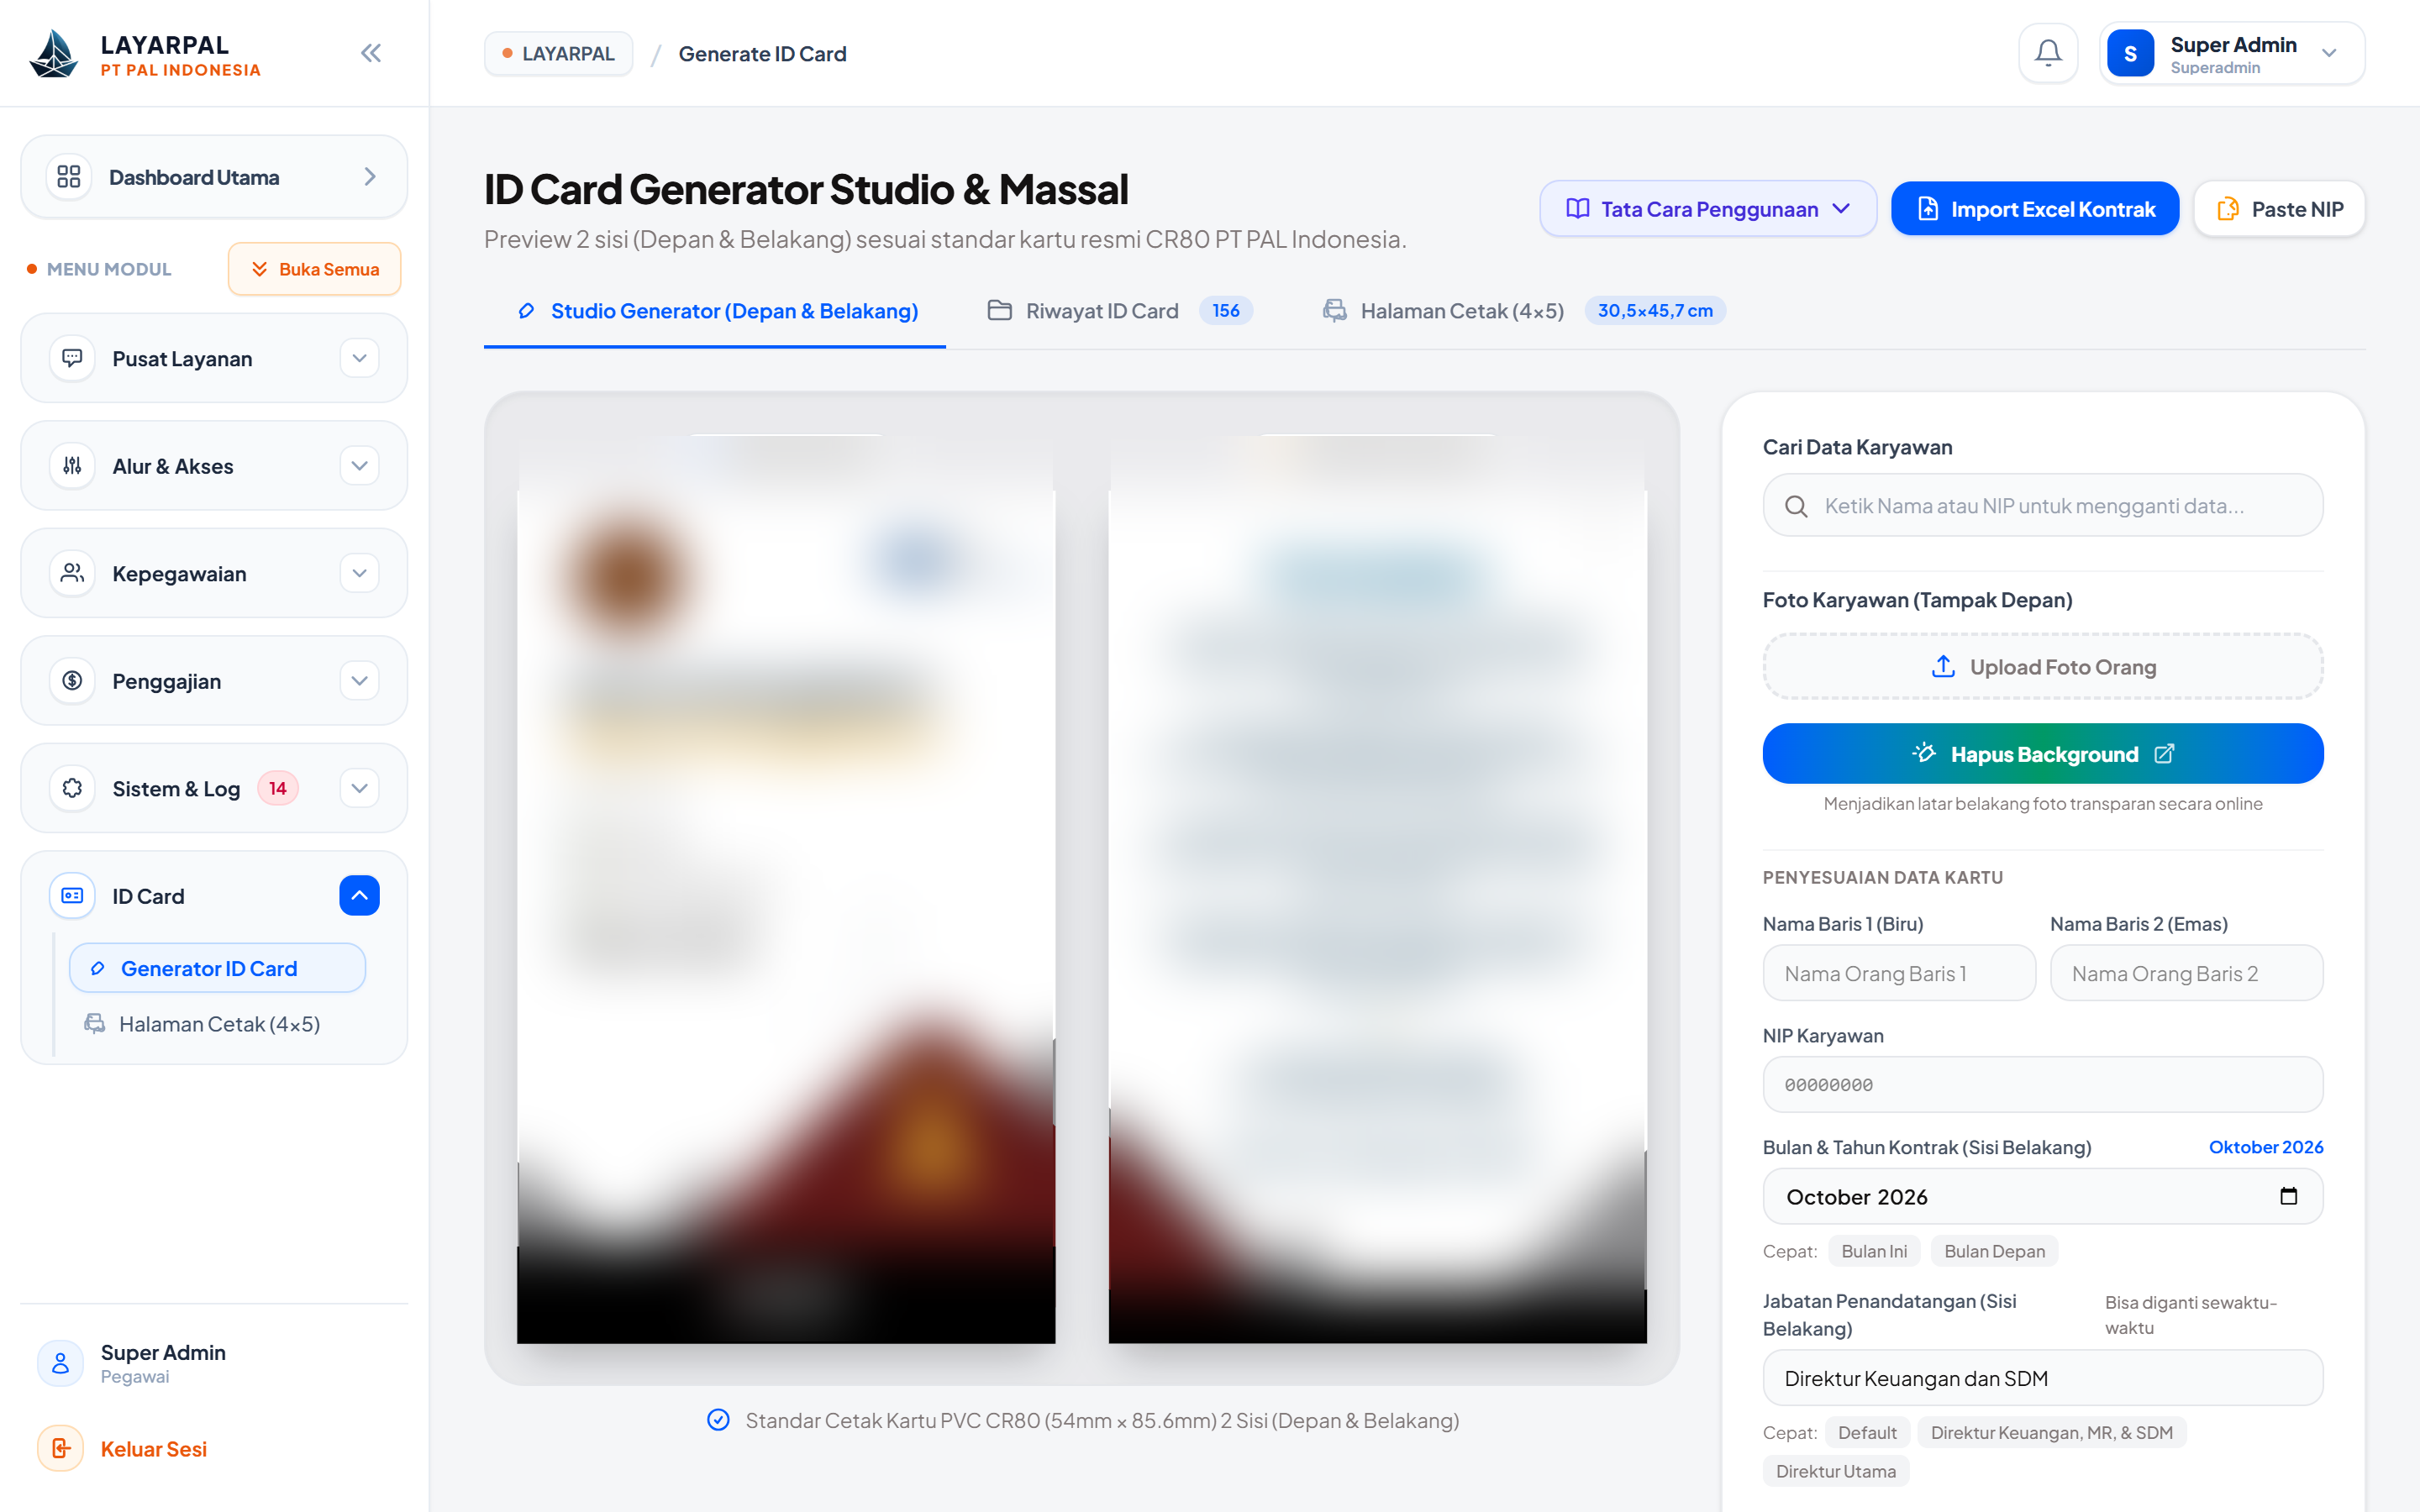 LAYARPAL
PT PAL INDONESIA
LAYARPAL / Generate ID Card
S
Super Admin
Superadmin
Dashboard Utama
MENU MODUL
Buka Semua
Pusat Layanan
Alur & Akses
Kepegawaian
Penggajian
Sistem & Log 14
ID Card
Generator ID Card
Halaman Cetak (4×5)
Super Admin
Pegawai
Keluar Sesi
ID Card Generator Studio & Massal
Preview 2 sisi (Depan & Belakang) sesuai standar kartu resmi CR80 PT PAL Indonesia.
Tata Cara Penggunaan
Import Excel Kontrak
Paste NIP
Studio Generator (Depan & Belakang)
Riwayat ID Card 156
Halaman Cetak (4×5) 30,5×45,7 cm
Standar Cetak Kartu PVC CR80 (54mm × 85.6mm) 2 Sisi (Depan & Belakang)
Cari Data Karyawan
Ketik Nama atau NIP untuk mengganti data...
Foto Karyawan (Tampak Depan)
Upload Foto Orang
Hapus Background
Menjadikan latar belakang foto transparan secara online
PENYESUAIAN DATA KARTU
Nama Baris 1 (Biru)
Nama Orang Baris 1
Nama Baris 2 (Emas)
Nama Orang Baris 2
NIP Karyawan
00000000
Bulan & Tahun Kontrak (Sisi Belakang)
Oktober 2026
October 2026
Cepat: Bulan Ini Bulan Depan
Jabatan Penandatangan (Sisi
Belakang)
Bisa diganti sewaktu-
waktu
Direktur Keuangan dan SDM
Cepat: Default Direktur Keuangan, MR, & SDM
Direktur Utama